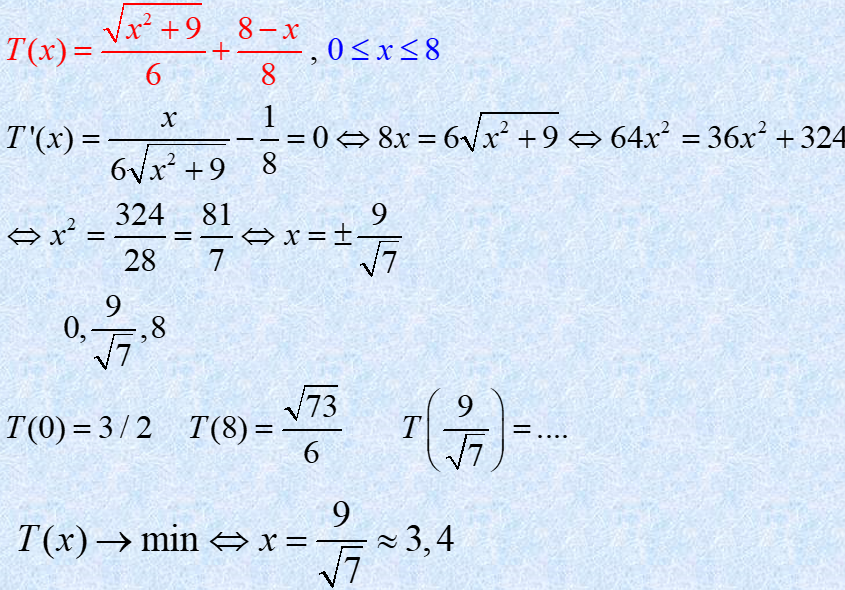 T(x) = √(x² + 9)/6 + (8 − x)/8 , 0 ≤ x ≤ 8
T'(x) = x/(6√(x² + 9)) − 1/8 = 0 ⇔ 8x = 6√(x² + 9) ⇔ 64x² = 36x² + 324
⇔ x² = 324/28 = 81/7 ⇔ x = ± 9/√7
0, 9/√7, 8
T(0) = 3 / 2 T(8) = √73/6 T(9/√7) = ....
T(x) → min ⇔ x = 9/√7 ≈ 3, 4